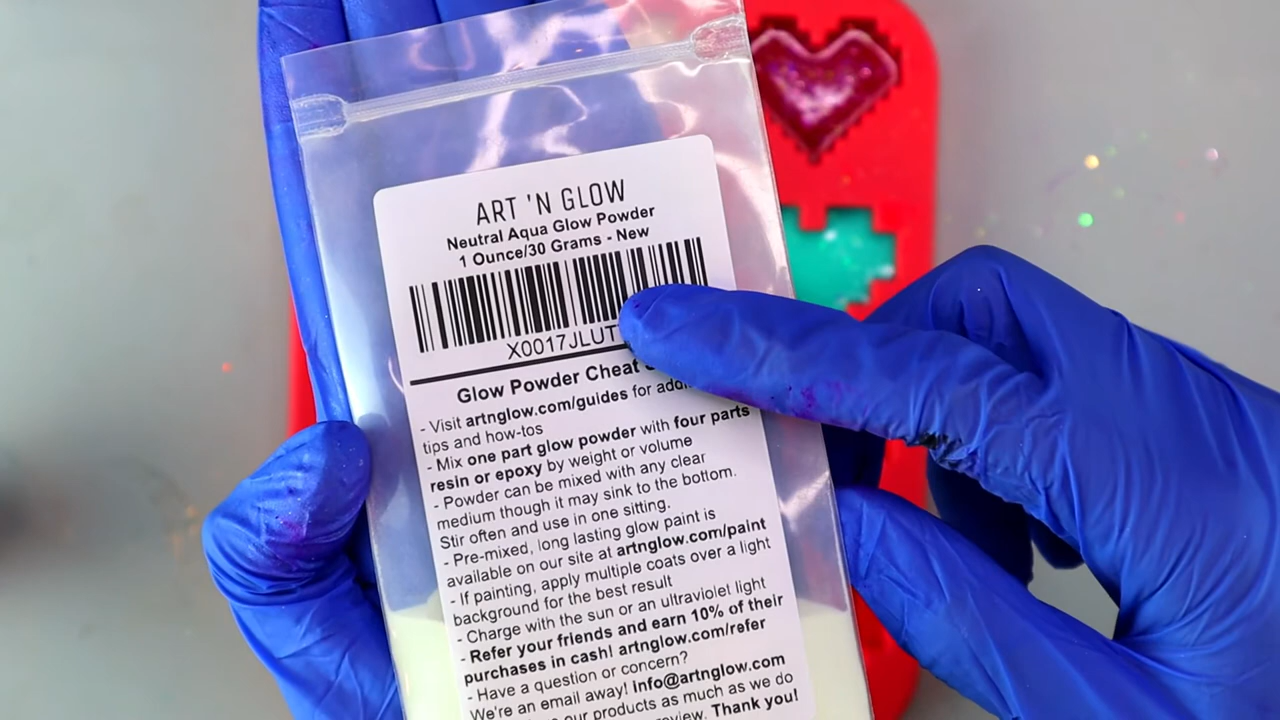 ART 'N GLOW
Neutral Aqua Glow Powder
1 Ounce/30 Grams - New
X0017JLUT
Glow Powder Cheat
- Visit artnglow.com/guides for
tips and how-tos
- Mix one part glow powder with four parts
resin or epoxy by weight or volume
- Powder can be mixed with any clear
medium though it may sink to the bottom.
Stir often and use in one sitting.
- Pre-mixed, long lasting glow paint is
available on our site at artnglow.com/paint
- If painting, apply multiple coats over a light
background for the best result
- Charge with the sun or an ultraviolet light
- Refer your friends and earn 10% of their
purchases in cash! artnglow.com/refer
- Have a question or concern?
We're an email away! info@artnglow.com
our products as much as we do
review. Thank you!